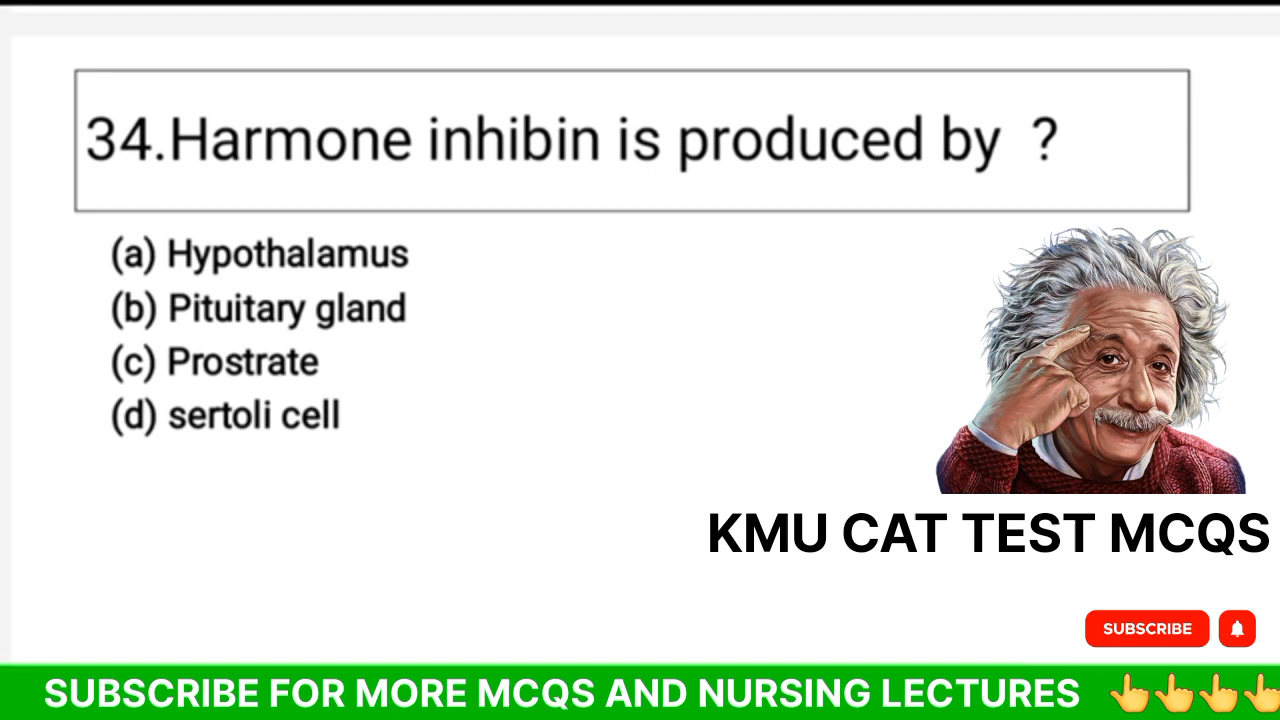 34.Harmone inhibin is produced by ?
(a) Hypothalamus
(b) Pituitary gland
(c) Prostrate
(d) sertoli cell
KMU CAT TEST MCQS
SUBSCRIBE
SUBSCRIBE FOR MORE MCQS AND NURSING LECTURES 👆👆👆👆